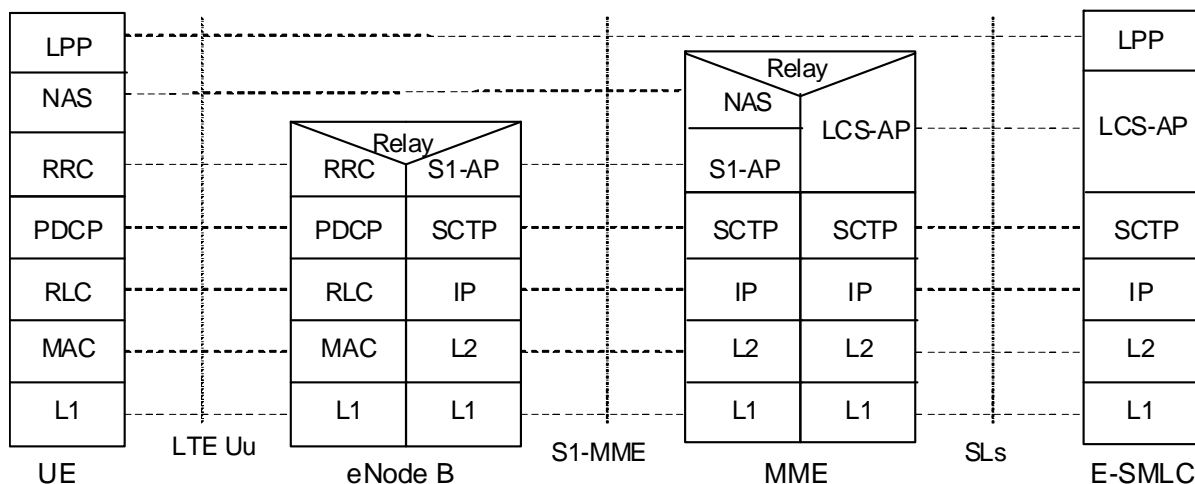 LPP
LPP
Relay
NAS
NAS
LCS-AP
LCS-AP
Relay
RRC
RRC
S1-AP
S1-AP
PDCP
PDCP
SCTP
SCTP
SCTP
SCTP
RLC
RLC
IP
IP
IP
IP
MAC
MAC
L2
L2
L2
L2
L1
L1
L1
L1
L1
L1
LTE Uu
S1-MME
SLs
UE
eNode B
MME
E-SMLC